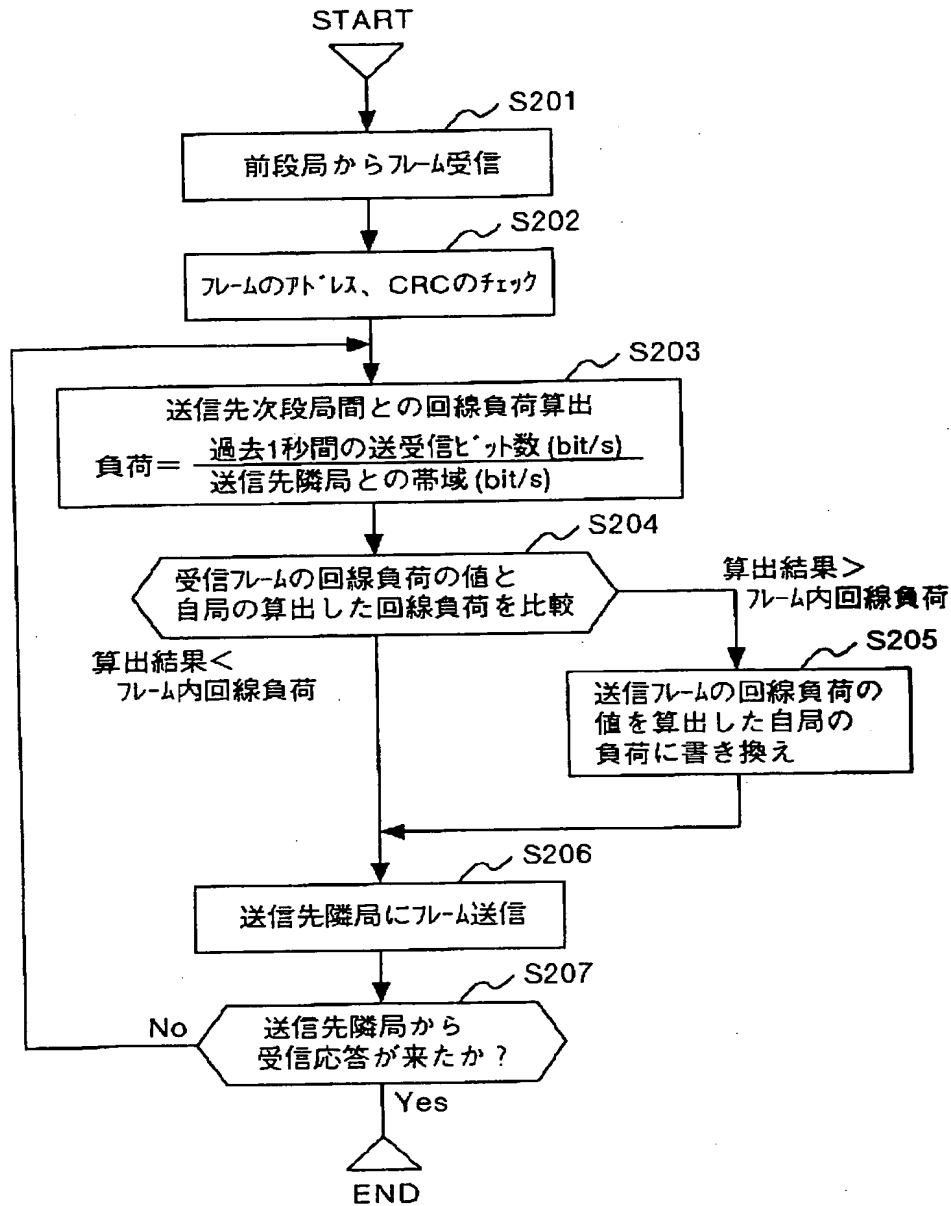 START
S201
前段局からﾌﾚｰﾑ受信
S202
ﾌﾚｰﾑのｱﾄﾞﾚｽ、CRCのﾁｪｯｸ
S203
送信先次段局間との回線負荷算出
過去1秒間の送受信ﾋﾞｯﾄ数(bit/s)
負荷＝
送信先隣局との帯域(bit/s)
S204
受信ﾌﾚｰﾑの回線負荷の値と
自局の算出した回線負荷を比較
算出結果＞
ﾌﾚｰﾑ内回線負荷
S205
算出結果＜
ﾌﾚｰﾑ内回線負荷
送信ﾌﾚｰﾑの回線負荷の
値を算出した自局の
負荷に書き換え
S206
送信先隣局にﾌﾚｰﾑ送信
S207
No
送信先隣局から
受信応答が来たか？
Yes
END